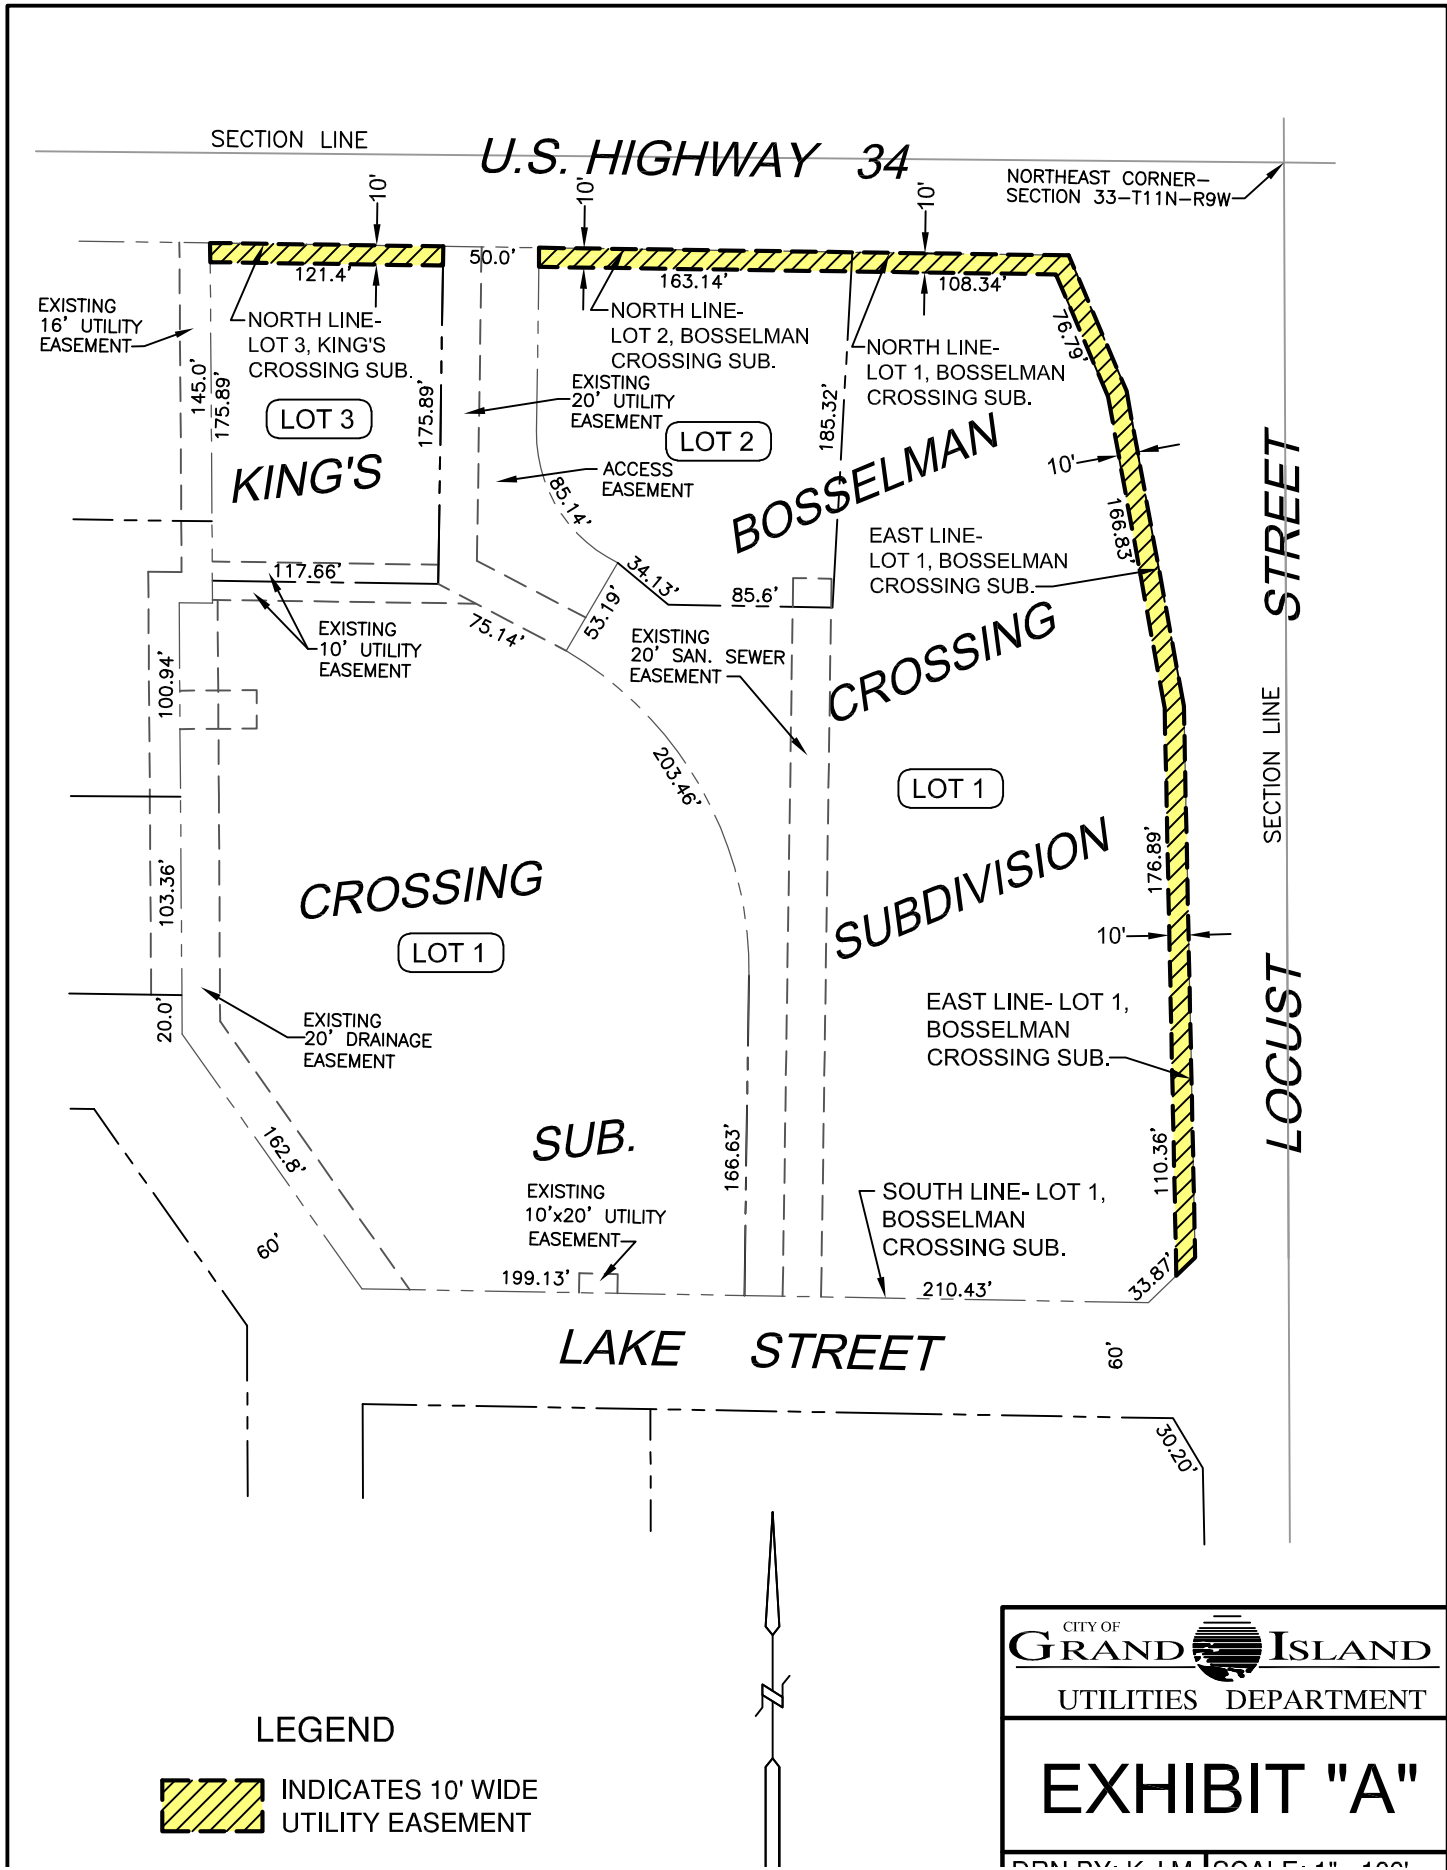 SECTION LINE
U.S. HIGHWAY 34
NORTHEAST CORNER-
SECTION 33-T11N-R9W
10'
10'
10'
121.4'
50.0'
163.14'
108.34'
76.79'
EXISTING
16' UTILITY
EASEMENT
NORTH LINE-
LOT 3, KING'S
CROSSING SUB.
NORTH LINE-
LOT 2, BOSSELMAN
CROSSING SUB.
NORTH LINE-
LOT 1, BOSSELMAN
CROSSING SUB.
145.0'
175.89'
LOT 3
175.89'
EXISTING
20' UTILITY
EASEMENT
LOT 2
185.32'
KING'S
ACCESS
EASEMENT
85.14'
BOSSELMAN
10'
166.83'
EAST LINE-
LOT 1, BOSSELMAN
CROSSING SUB.
STREET
117.66'
34.13'
85.6'
53.19'
75.14'
EXISTING
10' UTILITY
EASEMENT
EXISTING
20' SAN. SEWER
EASEMENT
CROSSING
100.94'
203.46'
LOT 1
SECTION LINE
CROSSING
LOT 1
103.36'
SUBDIVISION
176.89'
10'
20.0'
EXISTING
20' DRAINAGE
EASEMENT
EAST LINE- LOT 1,
BOSSELMAN
CROSSING SUB.
LOCUST
162.8'
SUB.
166.63'
110.36'
EXISTING
10'x20' UTILITY
EASEMENT
SOUTH LINE- LOT 1,
BOSSELMAN
CROSSING SUB.
60'
199.13'
210.43'
33.87'
LAKE STREET
60'
30.20'
CITY OF
GRAND ISLAND
UTILITIES DEPARTMENT
EXHIBIT "A"
LEGEND
INDICATES 10' WIDE
UTILITY EASEMENT